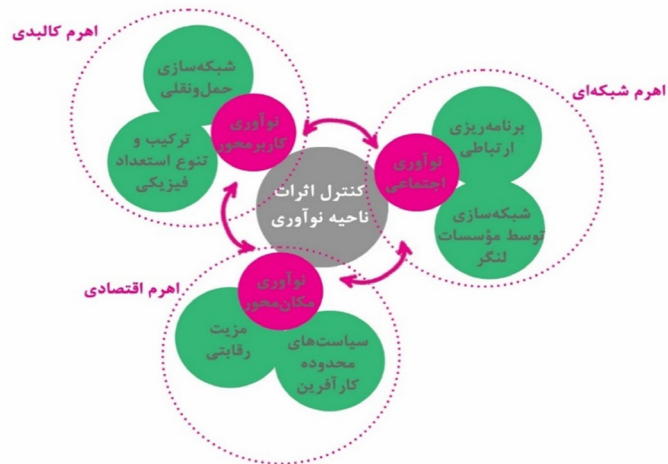 اهرم کالبدی
شبکه‌سازی
حمل‌ونقلی
نوآوری
کاربرمحور
ترکیب و
تنوع استعداد
فیزیکی
اهرم شبکه‌ای
برنامه‌ریزی
ارتباطی
نوآوری
اجتماعی
شبکه‌سازی
توسط مؤسسات
لنگر
کنترل اثرات
ناحیه نوآوری
اهرم اقتصادی
نوآوری
مکان‌محور
مزیت
رقابتی
سیاست‌های
محدوده
کارآفرین